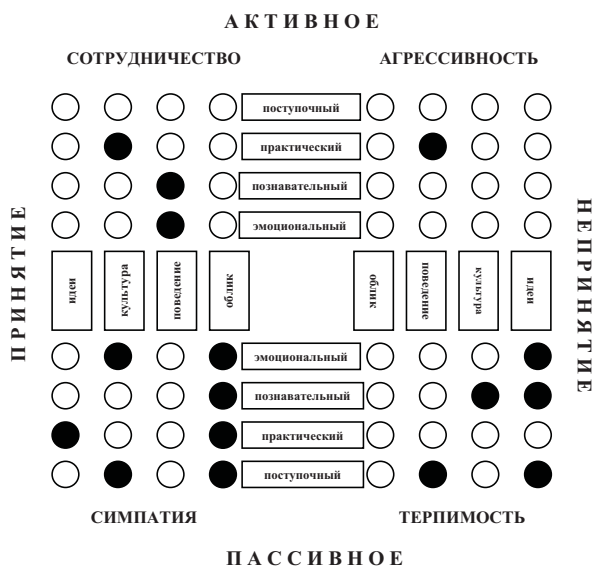 АКТИВНОЕ
СОТРУДНИЧЕСТВО АГРЕССИВНОСТЬ
поступочный
практический
познавательный
эмоциональный
ПРИНЯТИЕ
идеи культура поведение облик облик поведение культура идеи
НЕПРИНЯТИЕ
эмоциональный
познавательный
практический
поступочный
СИМПАТИЯ ТЕРПИМОСТЬ
ПАССИВНОЕ